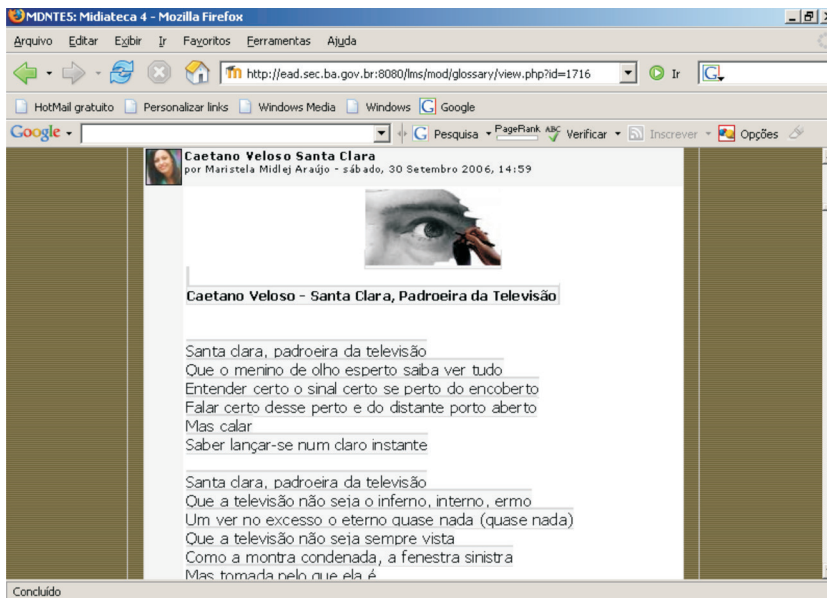 MDNTE5: Midiateca 4 - Mozilla Firefox
Arquivo Editar Exibir Ir Favoritos Ferramentas Ajuda
http://ead.sec.ba.gov.br:8080/lms/mod/glossary/view.php?id=1716 Ir G
HotMail gratuito Personalizar links Windows Media Windows G Google
Google G Pesquisa PageRank ABC Verificar Inscrever Opções
Caetano Veloso Santa Clara
por Maristela Midlej Araújo - sábado, 30 Setembro 2006, 14:59
Caetano Veloso - Santa Clara, Padroeira da Televisão
Santa clara, padroeira da televisão
Que o menino de olho esperto saiba ver tudo
Entender certo o sinal certo se perto do encoberto
Falar certo desse perto e do distante porto aberto
Mas calar
Saber lançar-se num claro instante
Santa clara, padroeira da televisão
Que a televisão não seja o inferno, interno, ermo
Um ver no excesso o eterno quase nada (quase nada)
Que a televisão não seja sempre vista
Como a montra condenada, a fenestra sinistra
Mas tomada pelo que ela é
Concluído